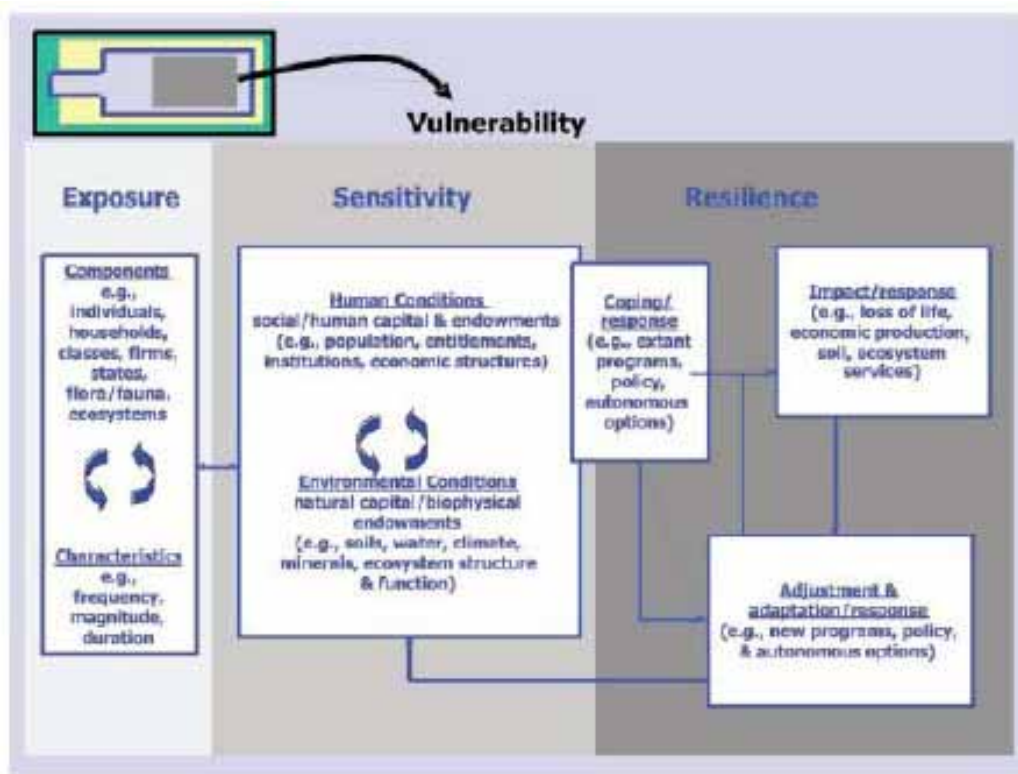 Vulnerability
Exposure
Components
e.g.,
individuals,
households,
classes, firms,
states,
flora/fauna,
ecosystems
Characteristics
e.g.,
frequency,
magnitude,
duration
Sensitivity
Human Conditions
social/human capital & endowments
(e.g., population, entitlements,
institutions, economic structures)
Environmental Conditions
natural capital/biophysical
endowments
(e.g., soils, water, climate,
minerals, ecosystem structure
& function)
Resilience
Coping/
response
(e.g., extant
programs,
policy,
autonomous
options)
Impact/response
(e.g., loss of life,
economic production,
soil, ecosystem
services)
Adjustment &
adaptation/response
(e.g., new programs, policy,
& autonomous options)